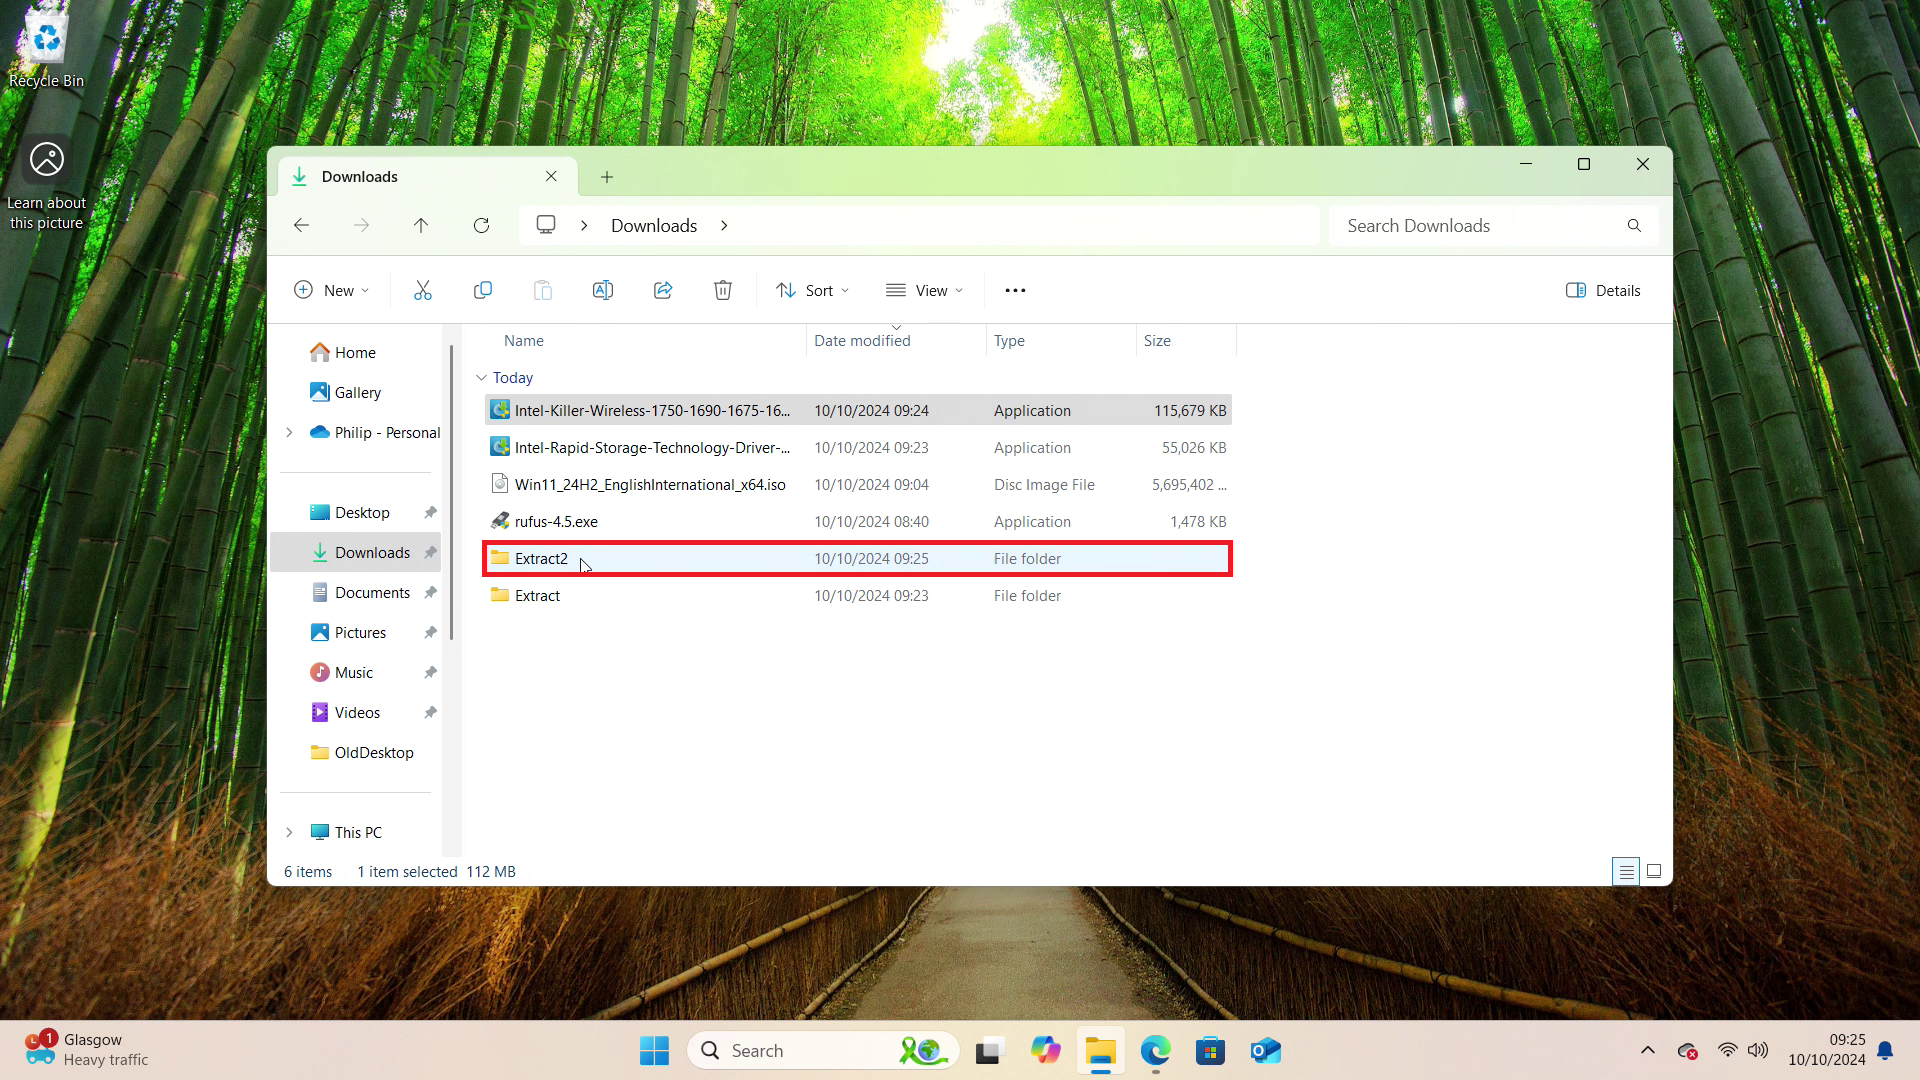 Recycle Bin
Learn about
this picture
Downloads
Downloads
Search Downloads
New
Sort
View
Details
Home
Gallery
Philip - Personal
Desktop
Downloads
Documents
Pictures
Music
Videos
OldDesktop
This PC
Name Date modified Type Size
Today
Intel-Killer-Wireless-1750-1690-1675-16... 10/10/2024 09:24 Application 115,679 KB
Intel-Rapid-Storage-Technology-Driver-... 10/10/2024 09:23 Application 55,026 KB
Win11_24H2_EnglishInternational_x64.iso 10/10/2024 09:04 Disc Image File 5,695,402 ...
rufus-4.5.exe 10/10/2024 08:40 Application 1,478 KB
Extract2 10/10/2024 09:25 File folder
Extract 10/10/2024 09:23 File folder
6 items 1 item selected 112 MB
1
Glasgow
Heavy traffic
Search
09:25
10/10/2024